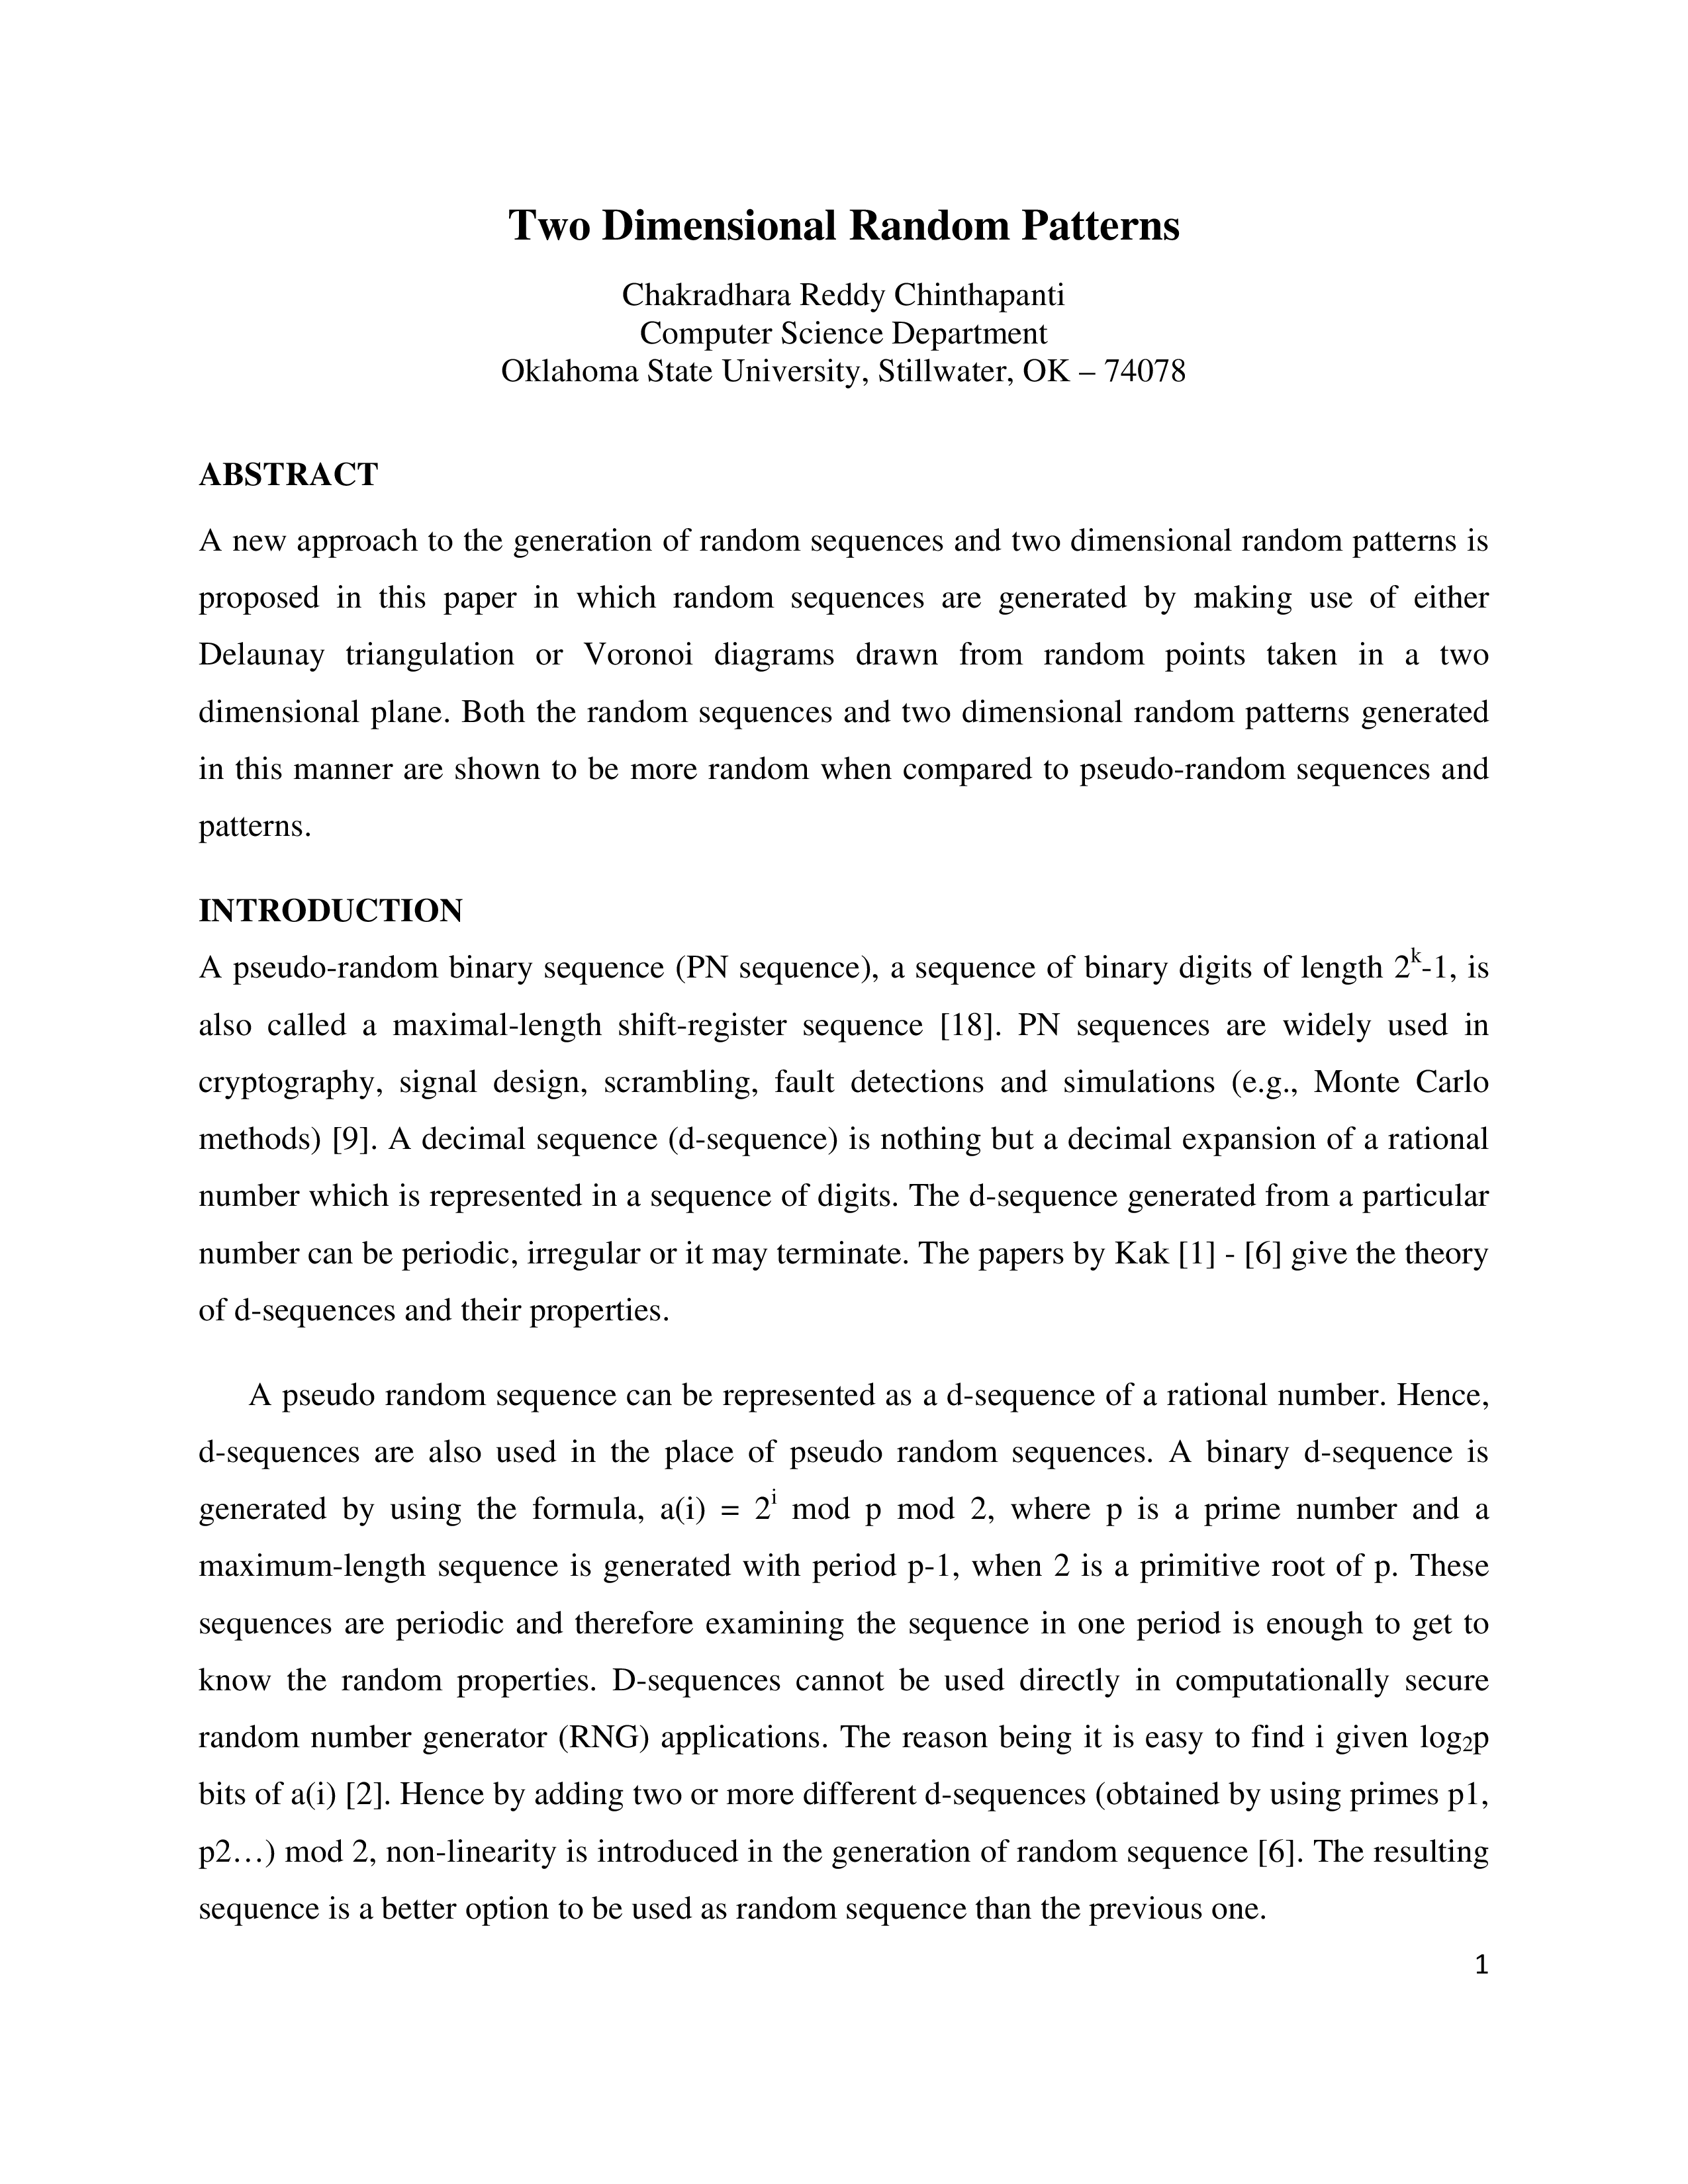 Two Dimensional Random Patterns
Chakradhara Reddy Chinthapanti
Computer Science Department
Oklahoma State University, Stillwater, OK – 74078
ABSTRACT
A new approach to the generation of random sequences and two dimensional random patterns is
proposed in this paper in which random sequences are generated by making use of either
Delaunay triangulation or Voronoi diagrams drawn from random points taken in a two
dimensional plane. Both the random sequences and two dimensional random patterns generated
in this manner are shown to be more random when compared to pseudo-random sequences and
patterns.
INTRODUCTION
A pseudo-random binary sequence (PN sequence), a sequence of binary digits of length 2^k-1, is
also called a maximal-length shift-register sequence [18]. PN sequences are widely used in
cryptography, signal design, scrambling, fault detections and simulations (e.g., Monte Carlo
methods) [9]. A decimal sequence (d-sequence) is nothing but a decimal expansion of a rational
number which is represented in a sequence of digits. The d-sequence generated from a particular
number can be periodic, irregular or it may terminate. The papers by Kak [1] - [6] give the theory
of d-sequences and their properties.
A pseudo random sequence can be represented as a d-sequence of a rational number. Hence,
d-sequences are also used in the place of pseudo random sequences. A binary d-sequence is
generated by using the formula, a(i) = 2^i mod p mod 2, where p is a prime number and a
maximum-length sequence is generated with period p-1, when 2 is a primitive root of p. These
sequences are periodic and therefore examining the sequence in one period is enough to get to
know the random properties. D-sequences cannot be used directly in computationally secure
random number generator (RNG) applications. The reason being it is easy to find i given log₂p
bits of a(i) [2]. Hence by adding two or more different d-sequences (obtained by using primes p1,
p2…) mod 2, non-linearity is introduced in the generation of random sequence [6]. The resulting
sequence is a better option to be used as random sequence than the previous one.
1